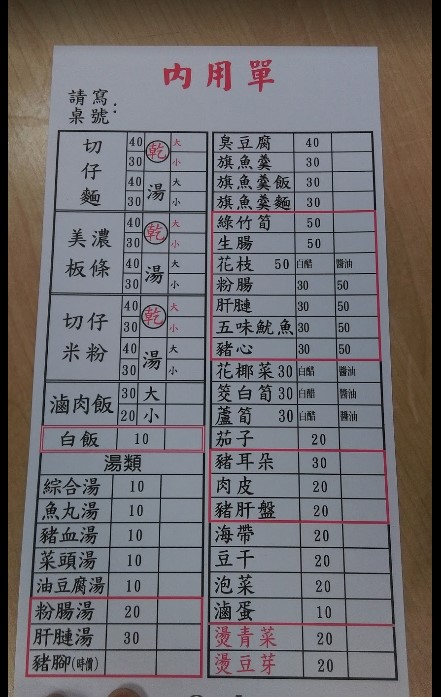 內用單
請寫桌號：
切仔麵 40 乾 大
30 小
40 湯 大
30 小
美濃板條 40 乾 大
30 小
40 湯 大
30 小
切仔米粉 40 乾 大
30 小
40 湯 大
30 小
滷肉飯 30 大
20 小
白飯 10
湯類
綜合湯 10
魚丸湯 10
豬血湯 10
菜頭湯 10
油豆腐湯 10
粉腸湯 20
肝膁湯 30
豬腳(時價)
臭豆腐 40
旗魚羹 30
旗魚羹飯 30
旗魚羹麵 30
綠竹筍 50
生腸 50
花枝 50 白醋 醬油
粉腸 30 50
肝膁 30 50
五味魷魚 30 50
豬心 30 50
花椰菜 30 白醋 醬油
筊白筍 30 白醋 醬油
蘆筍 30 白醋 醬油
茄子 20
豬耳朵 30
肉皮 20
豬肝盤 20
海帶 20
豆干 20
泡菜 20
滷蛋 10
燙青菜 20
燙豆芽 20